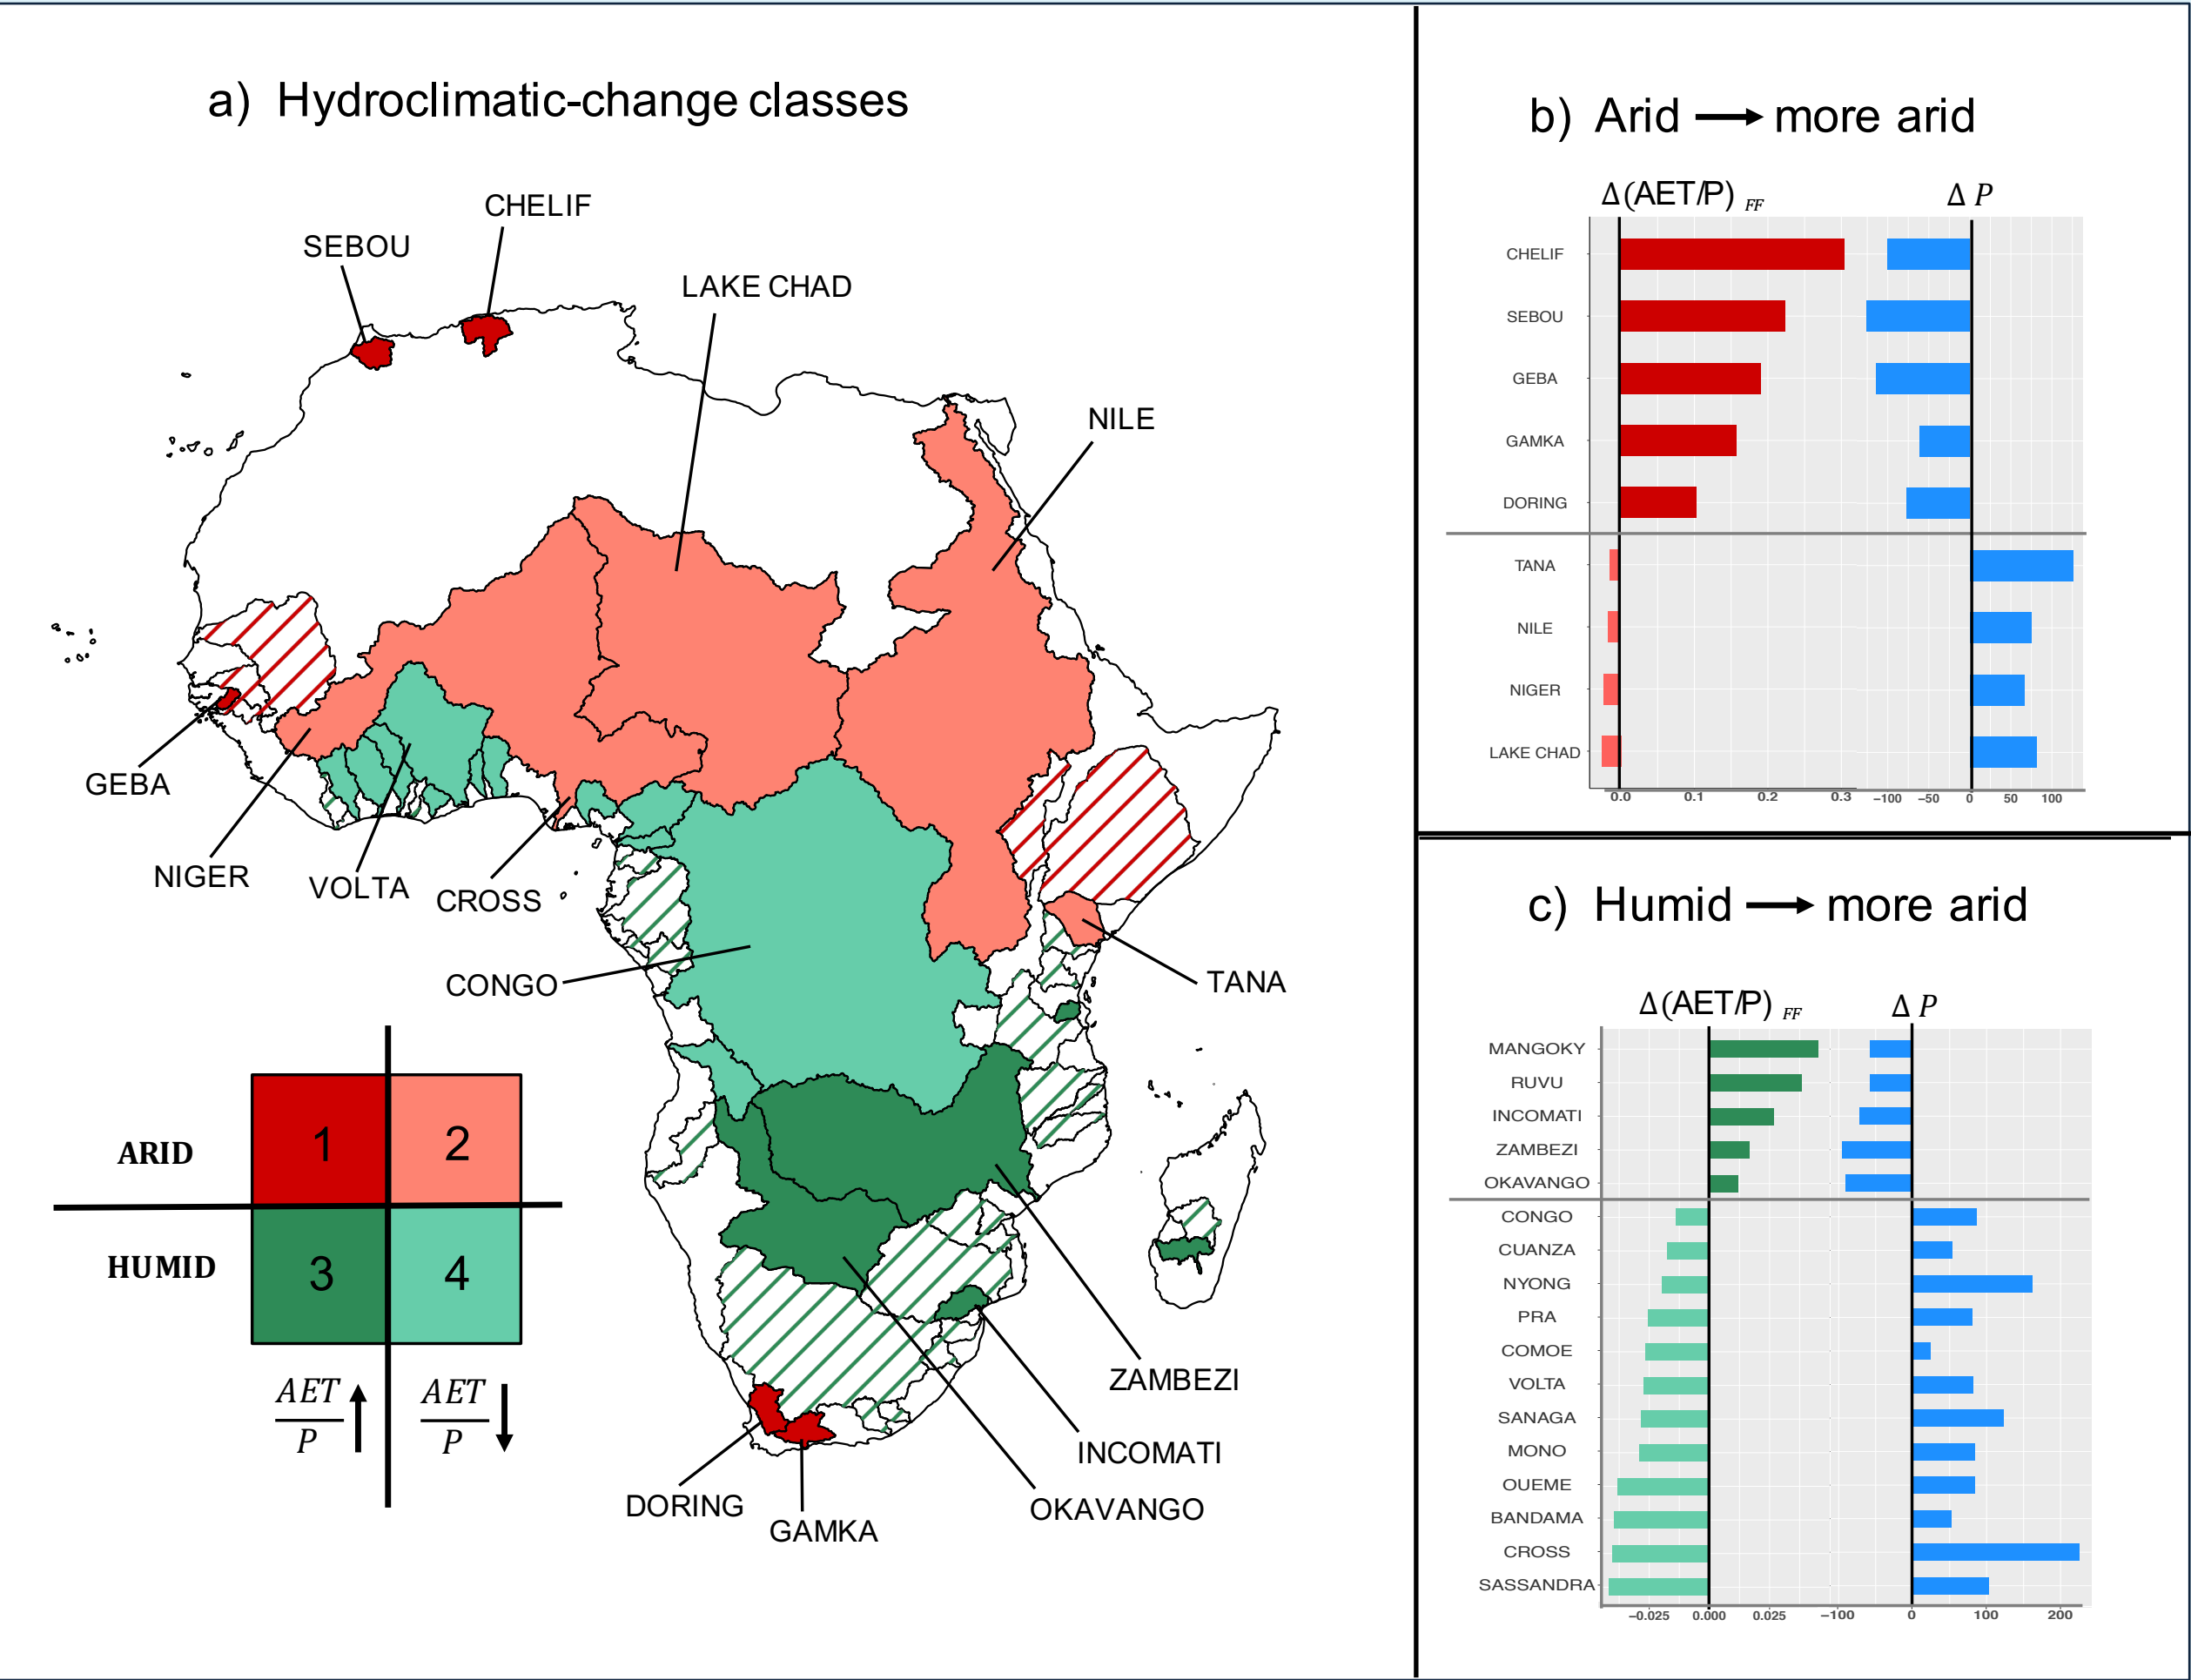 a) Hydroclimatic-change classes
CHELIF
SEBOU
LAKE CHAD
NILE
GEBA
NIGER
VOLTA
CROSS
CONGO
TANA
ARID
1
2
HUMID
3
4
AET
P
AET
P
ZAMBEZI
INCOMATI
OKAVANGO
DORING
GAMKA
b) Arid → more arid
Δ(AET/P) FF
Δ P
CHELIF
SEBOU
GEBA
GAMKA
DORING
TANA
NILE
NIGER
LAKE CHAD
0.0 0.1 0.2 0.3 −100 −50 0 50 100
c) Humid → more arid
Δ(AET/P) FF
Δ P
MANGOKY
RUVU
INCOMATI
ZAMBEZI
OKAVANGO
CONGO
CUANZA
NYONG
PRA
COMOE
VOLTA
SANAGA
MONO
OUEME
BANDAMA
CROSS
SASSANDRA
−0.025 0.000 0.025 −100 0 100 200